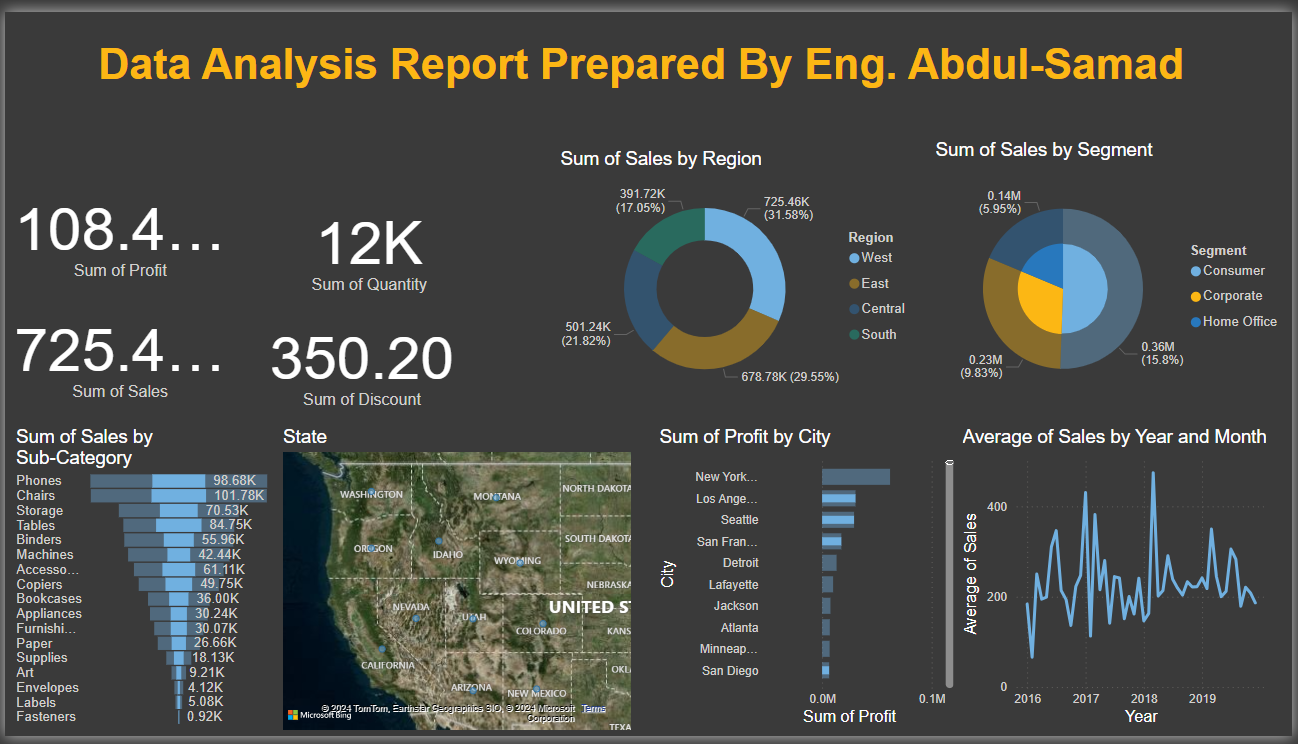 Data Analysis Report Prepared By Eng. Abdul-Samad
108.4...
Sum of Profit
12K
Sum of Quantity
725.4...
Sum of Sales
350.20
Sum of Discount
Sum of Sales by Region
391.72K
(17.05%)
725.46K
(31.58%)
501.24K
(21.82%)
678.78K (29.55%)
Region
West
East
Central
South
Sum of Sales by Segment
0.14M
(5.95%)
0.36M
(15.8%)
0.23M
(9.83%)
Segment
Consumer
Corporate
Home Office
Sum of Sales by
Sub-Category
Phones 98.68K
Chairs 101.78K
Storage 70.53K
Tables 84.75K
Binders 55.96K
Machines 42.44K
Accesso... 61.11K
Copiers 49.75K
Bookcases 36.00K
Appliances 30.24K
Furnishi... 30.07K
Paper 26.66K
Supplies 18.13K
Art 9.21K
Envelopes 4.12K
Labels 5.08K
Fasteners 0.92K
State
WASHINGTON
MONTANA
NORTH DAKOTA
OREGON
IDAHO
SOUTH DAKOTA
WYOMING
NEBRASKA
NEVADA
UNITED ST
UTAH
COLORADO
KANS
CALIFORNIA
OKL
ARIZONA
NEW MEXICO
TEXA
© 2024 TomTom, Earthstar Geographics SIO, © 2024 Microsoft Corporation Terms
Microsoft Bing
Sum of Profit by City
City
New York...
Los Ange...
Seattle
San Fran...
Detroit
Lafayette
Jackson
Atlanta
Minneap...
San Diego
0.0M 0.1M
Sum of Profit
Average of Sales by Year and Month
Average of Sales
400
200
0
2016 2017 2018 2019
Year